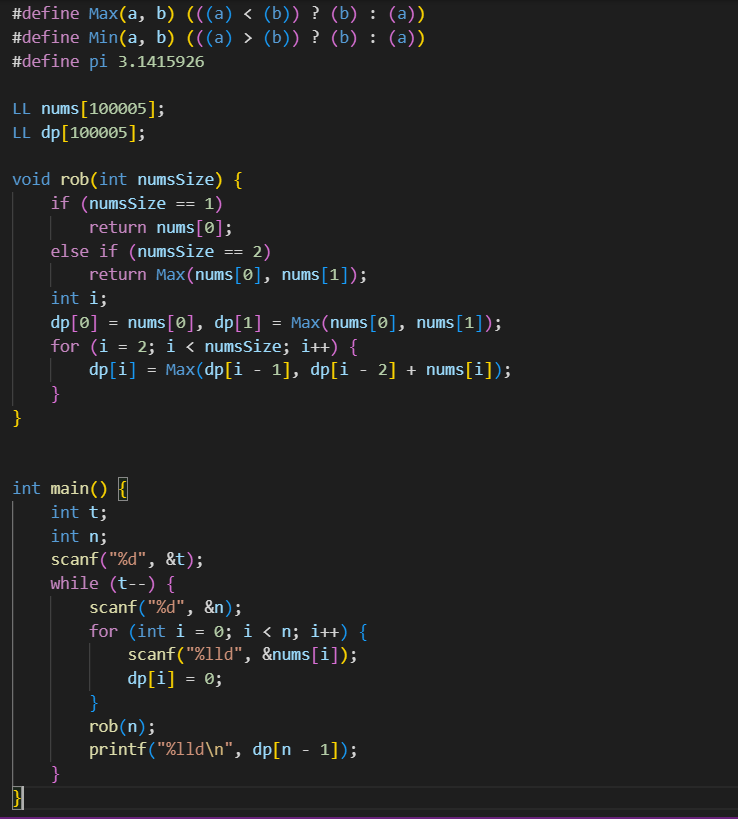 #define Max(a, b) (((a) < (b)) ? (b) : (a))
#define Min(a, b) (((a) > (b)) ? (b) : (a))
#define pi 3.1415926

LL nums[100005];
LL dp[100005];

void rob(int numsSize) {
    if (numsSize == 1)
        return nums[0];
    else if (numsSize == 2)
        return Max(nums[0], nums[1]);
    int i;
    dp[0] = nums[0], dp[1] = Max(nums[0], nums[1]);
    for (i = 2; i < numsSize; i++) {
        dp[i] = Max(dp[i - 1], dp[i - 2] + nums[i]);
    }
}


int main() {
    int t;
    int n;
    scanf("%d", &t);
    while (t--) {
        scanf("%d", &n);
        for (int i = 0; i < n; i++) {
            scanf("%lld", &nums[i]);
            dp[i] = 0;
        }
        rob(n);
        printf("%lld\n", dp[n - 1]);
    }
}